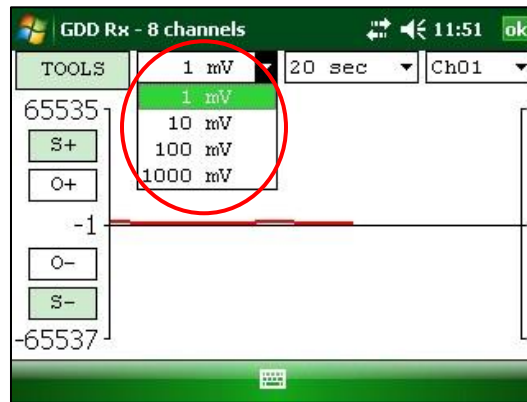 GDD Rx - 8 channels 11:51 ok
TOOLS 1 mV 20 sec Ch01
1 mV
10 mV
100 mV
1000 mV
65535
S+
O+
-1
O-
S-
-65537